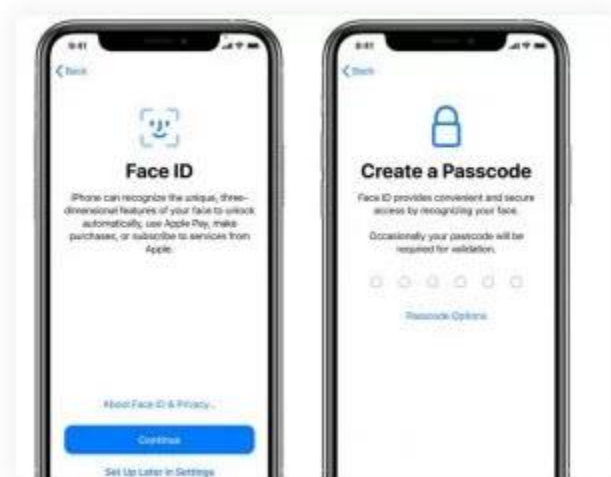 9:41
Back
Face ID
iPhone can recognize the unique, three-
dimensional features of your face to unlock
automatically, use Apple Pay, make
purchases, or subscribe to services from
Apple.
About Face ID & Privacy...
Continue
Set Up Later in Settings
9:41
Back
Create a Passcode
Face ID provides convenient and secure
access by recognizing your face.
Occasionally your passcode will be
required for validation.
Passcode Options